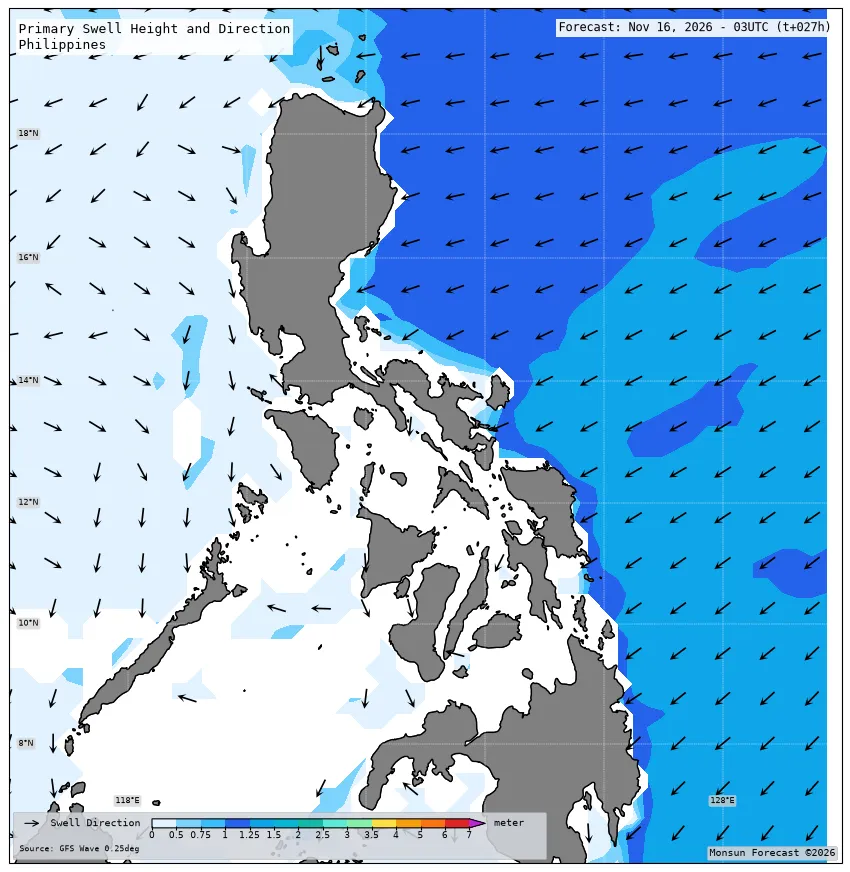 Primary Swell Height and Direction
Philippines
Forecast: Nov 16, 2026 - 03UTC (t+027h)
18°N
16°N
14°N
12°N
10°N
8°N
118°E
128°E
Swell Direction
0 0.5 0.75 1 1.25 1.5 2 2.5 3 3.5 4 5 6 7
meter
Source: GFS Wave 0.25deg
Monsun Forecast ©2026